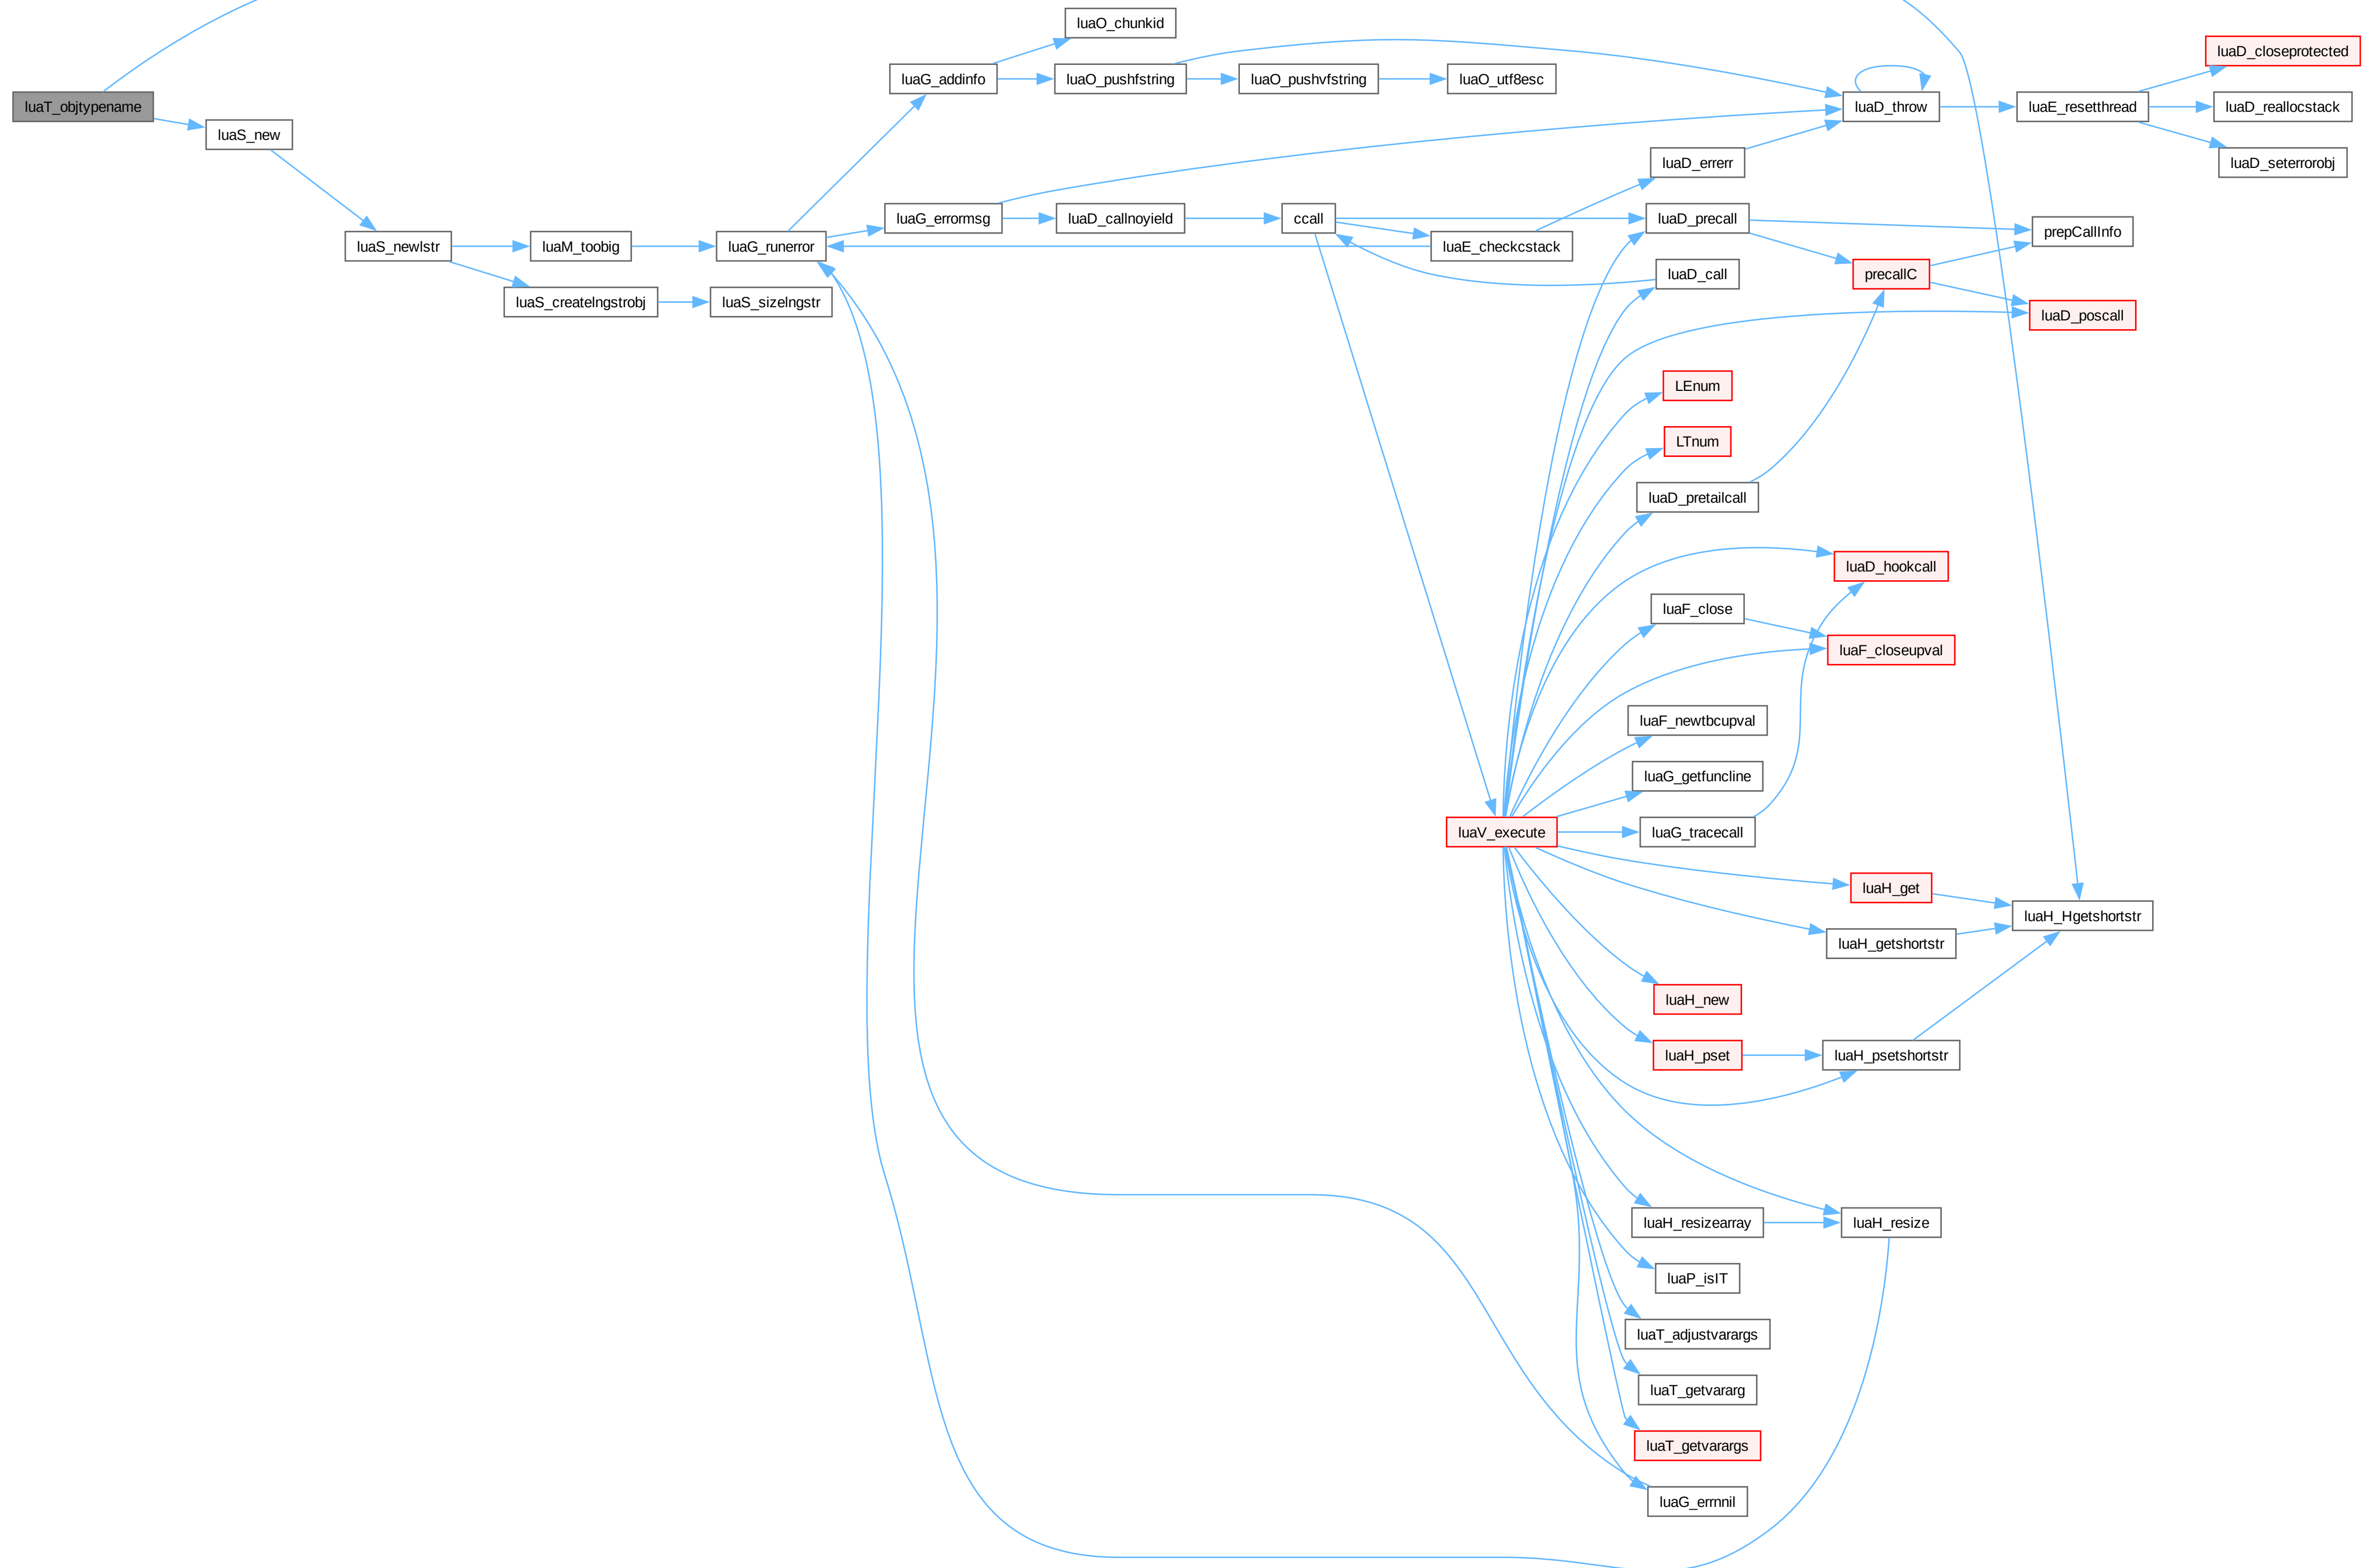 luaO_chunkid
luaD_closeprotected
luaG_addinfo
luaO_pushfstring
luaO_pushvfstring
luaO_utf8esc
luaT_objtypename
luaD_throw
luaE_resetthread
luaD_reallocstack
luaS_new
luaD_errerr
luaD_seterrorobj
luaG_errormsg
luaD_callnoyield
ccall
luaD_precall
prepCallInfo
luaS_newlstr
luaM_toobig
luaG_runerror
luaE_checkcstack
luaD_call
precallC
luaS_createlngstrobj
luaS_sizelngstr
luaD_poscall
LEnum
LTnum
luaD_pretailcall
luaD_hookcall
luaF_close
luaF_closeupval
luaF_newtbcupval
luaG_getfuncline
luaV_execute
luaG_tracecall
luaH_get
luaH_Hgetshortstr
luaH_getshortstr
luaH_new
luaH_pset
luaH_psetshortstr
luaH_resizearray
luaH_resize
luaP_isIT
luaT_adjustvarargs
luaT_getvararg
luaT_getvarargs
luaG_errnnil